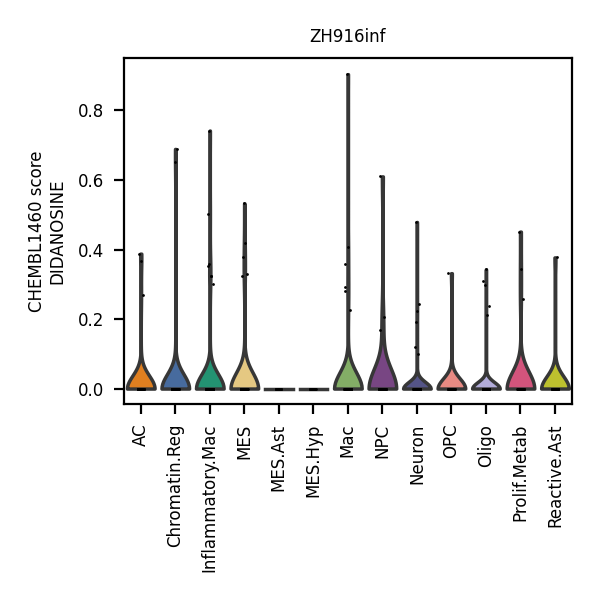 ZH916inf
CHEMBL1460 score
DIDANOSINE
0.8
0.6
0.4
0.2
0.0
AC
Chromatin.Reg
Inflammatory.Mac
MES
MES.Ast
MES.Hyp
Mac
NPC
Neuron
OPC
Oligo
Prolif.Metab
Reactive.Ast